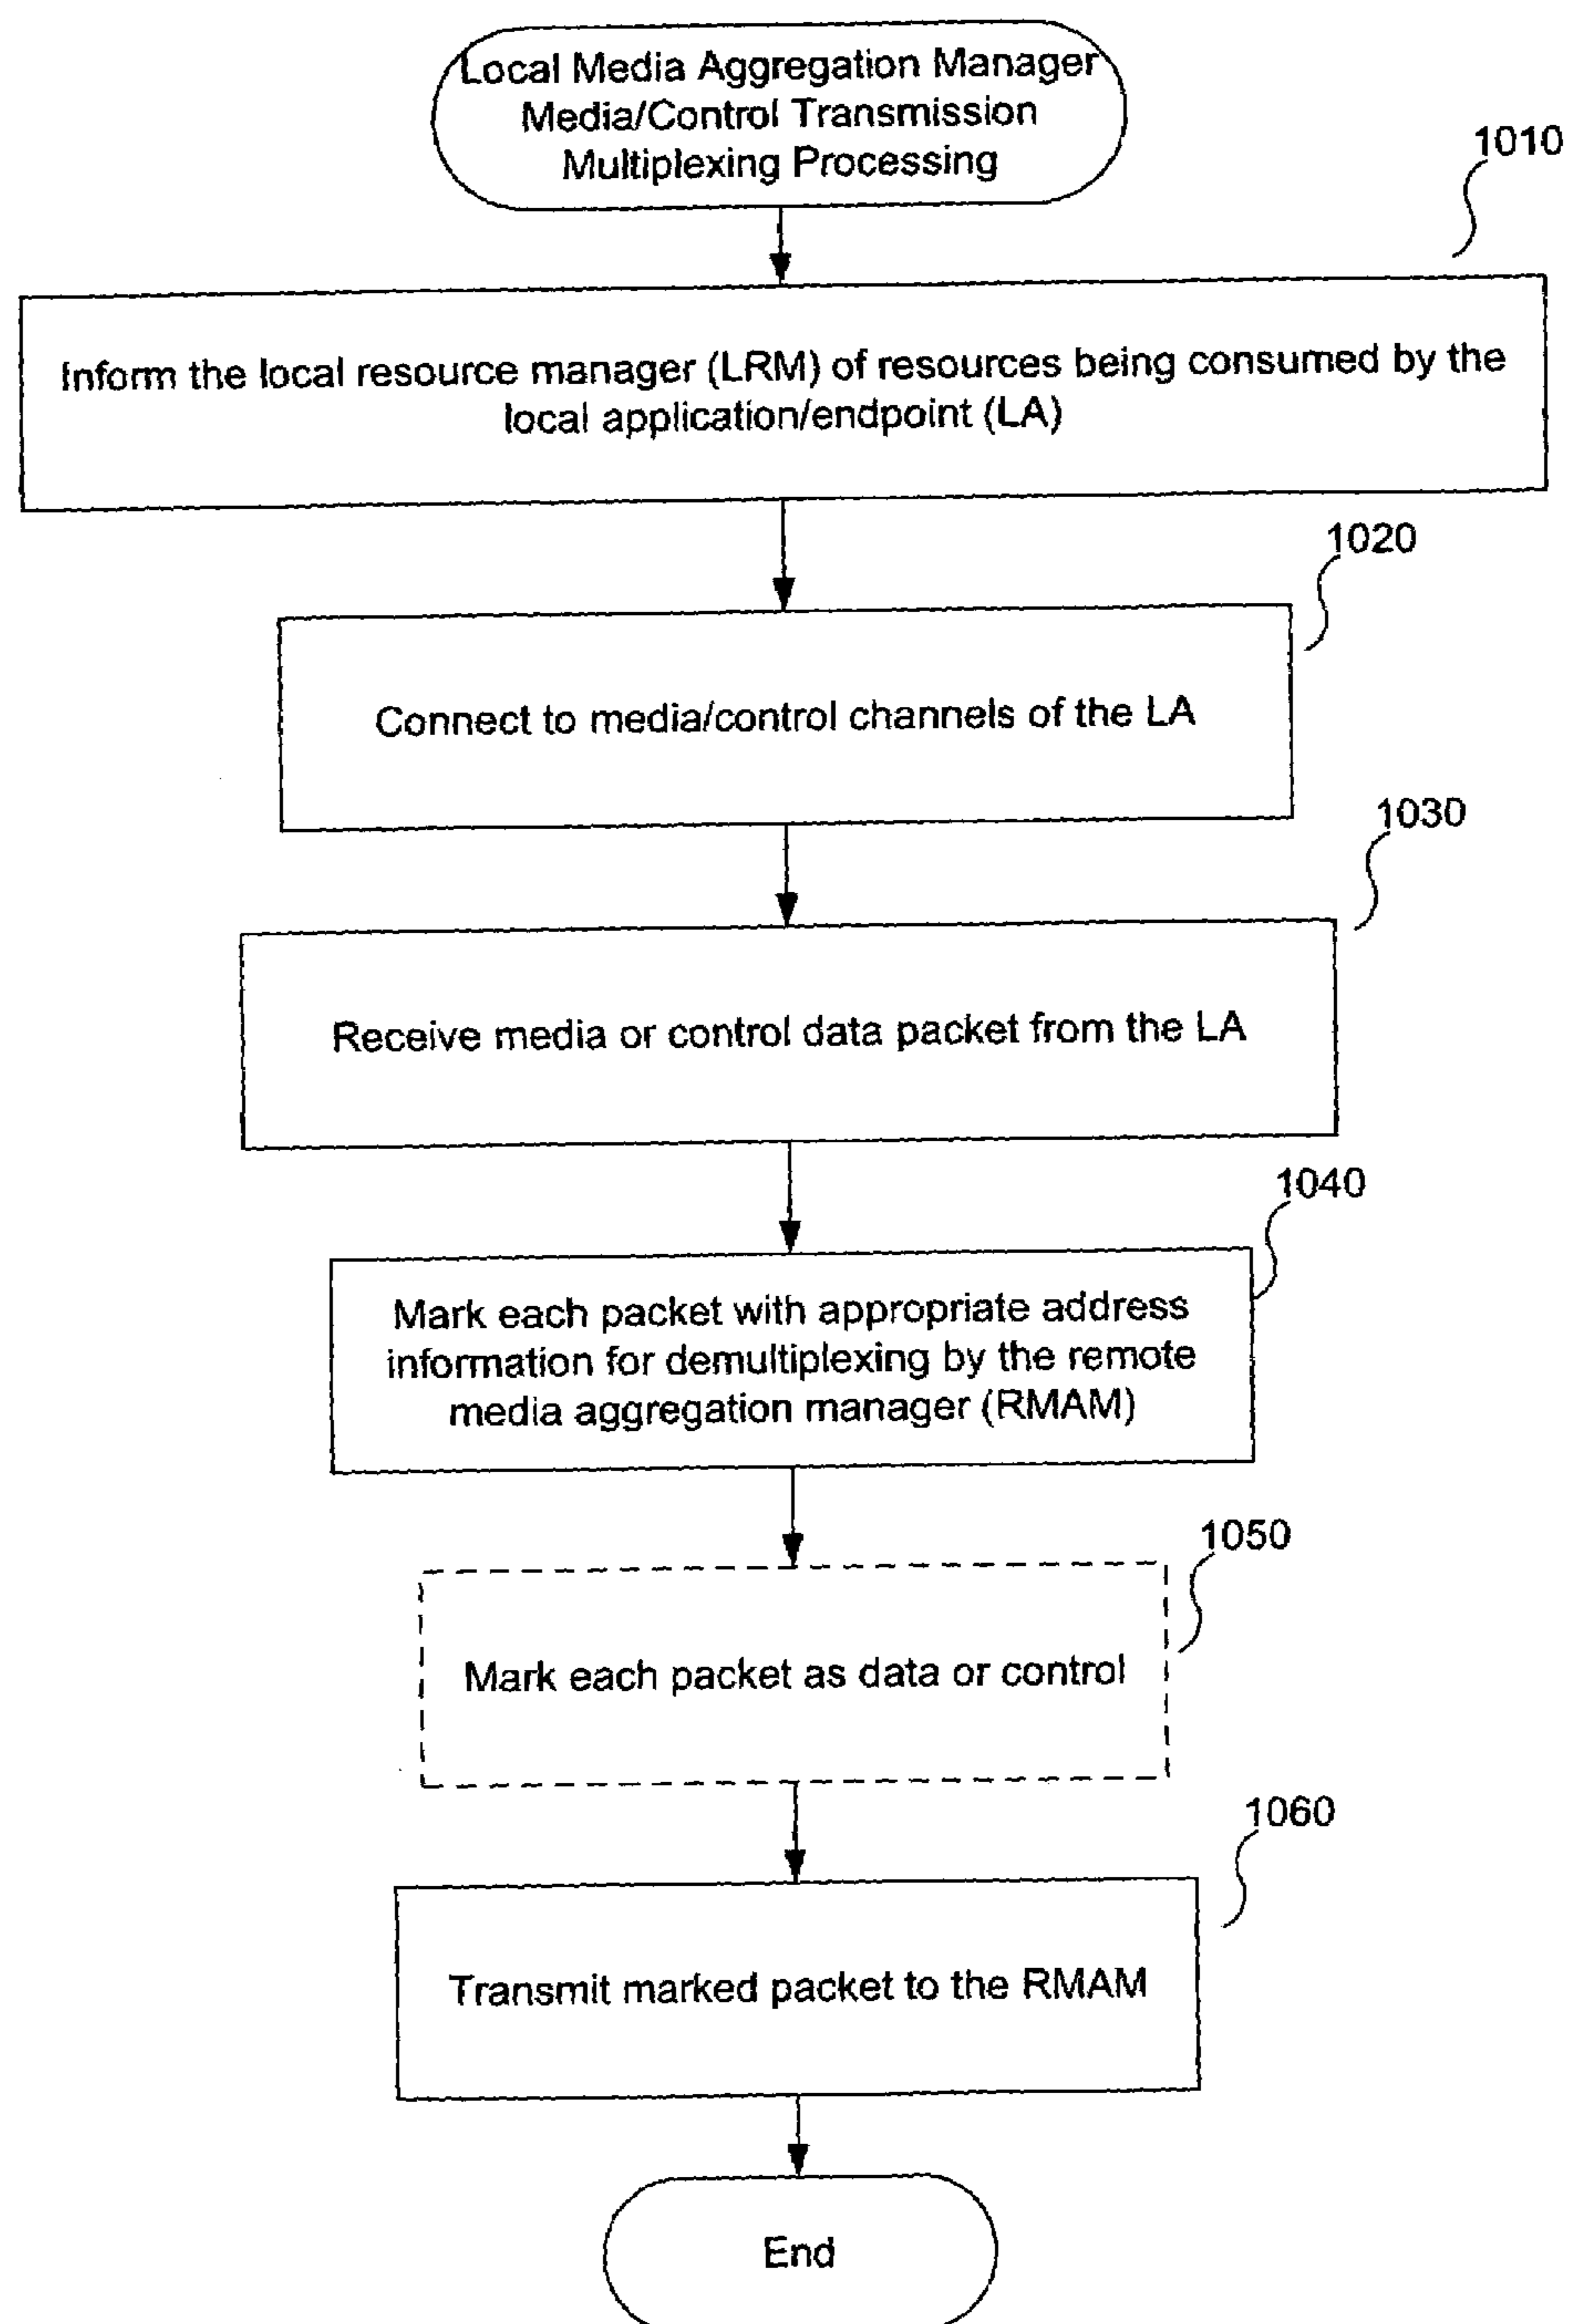 Local Media Aggregation Manager
Media/Control Transmission
Multiplexing Processing
1010
Inform the local resource manager (LRM) of resources being consumed by the
local application/endpoint (LA)
1020
Connect to media/control channels of the LA
1030
Receive media or control data packet from the LA
1040
Mark each packet with appropriate address
information for demultiplexing by the remote
media aggregation manager (RMAM)
1050
Mark each packet as data or control
1060
Transmit marked packet to the RMAM
End